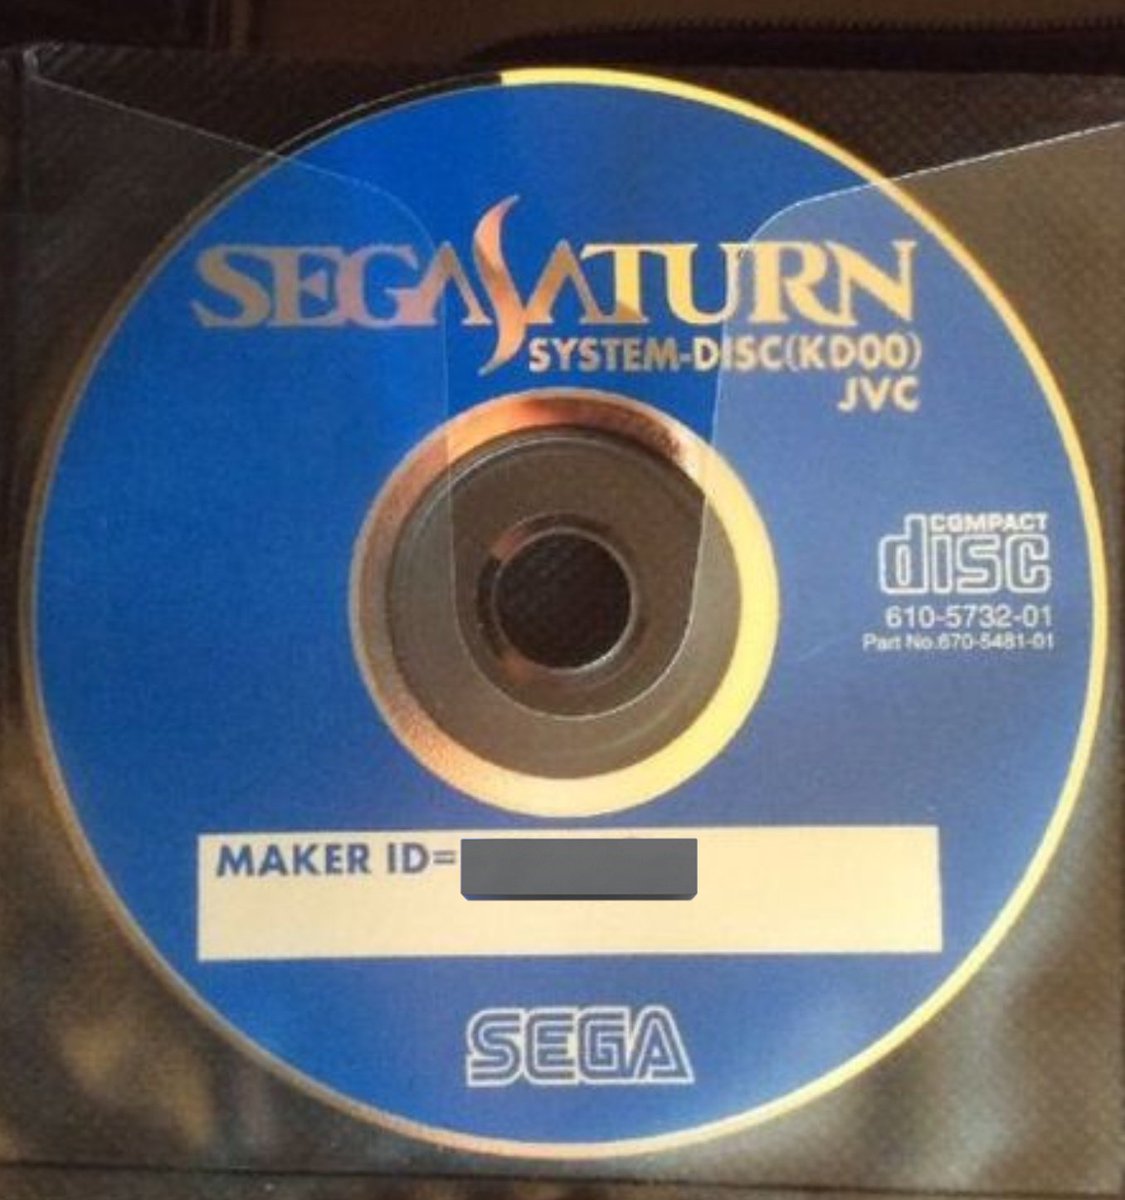 SEGA SATURN
SYSTEM-DISC(KD00)
JVC
COMPACT
disc
610-5732-01
Part No.670-5481-01
MAKER ID=
SEGA